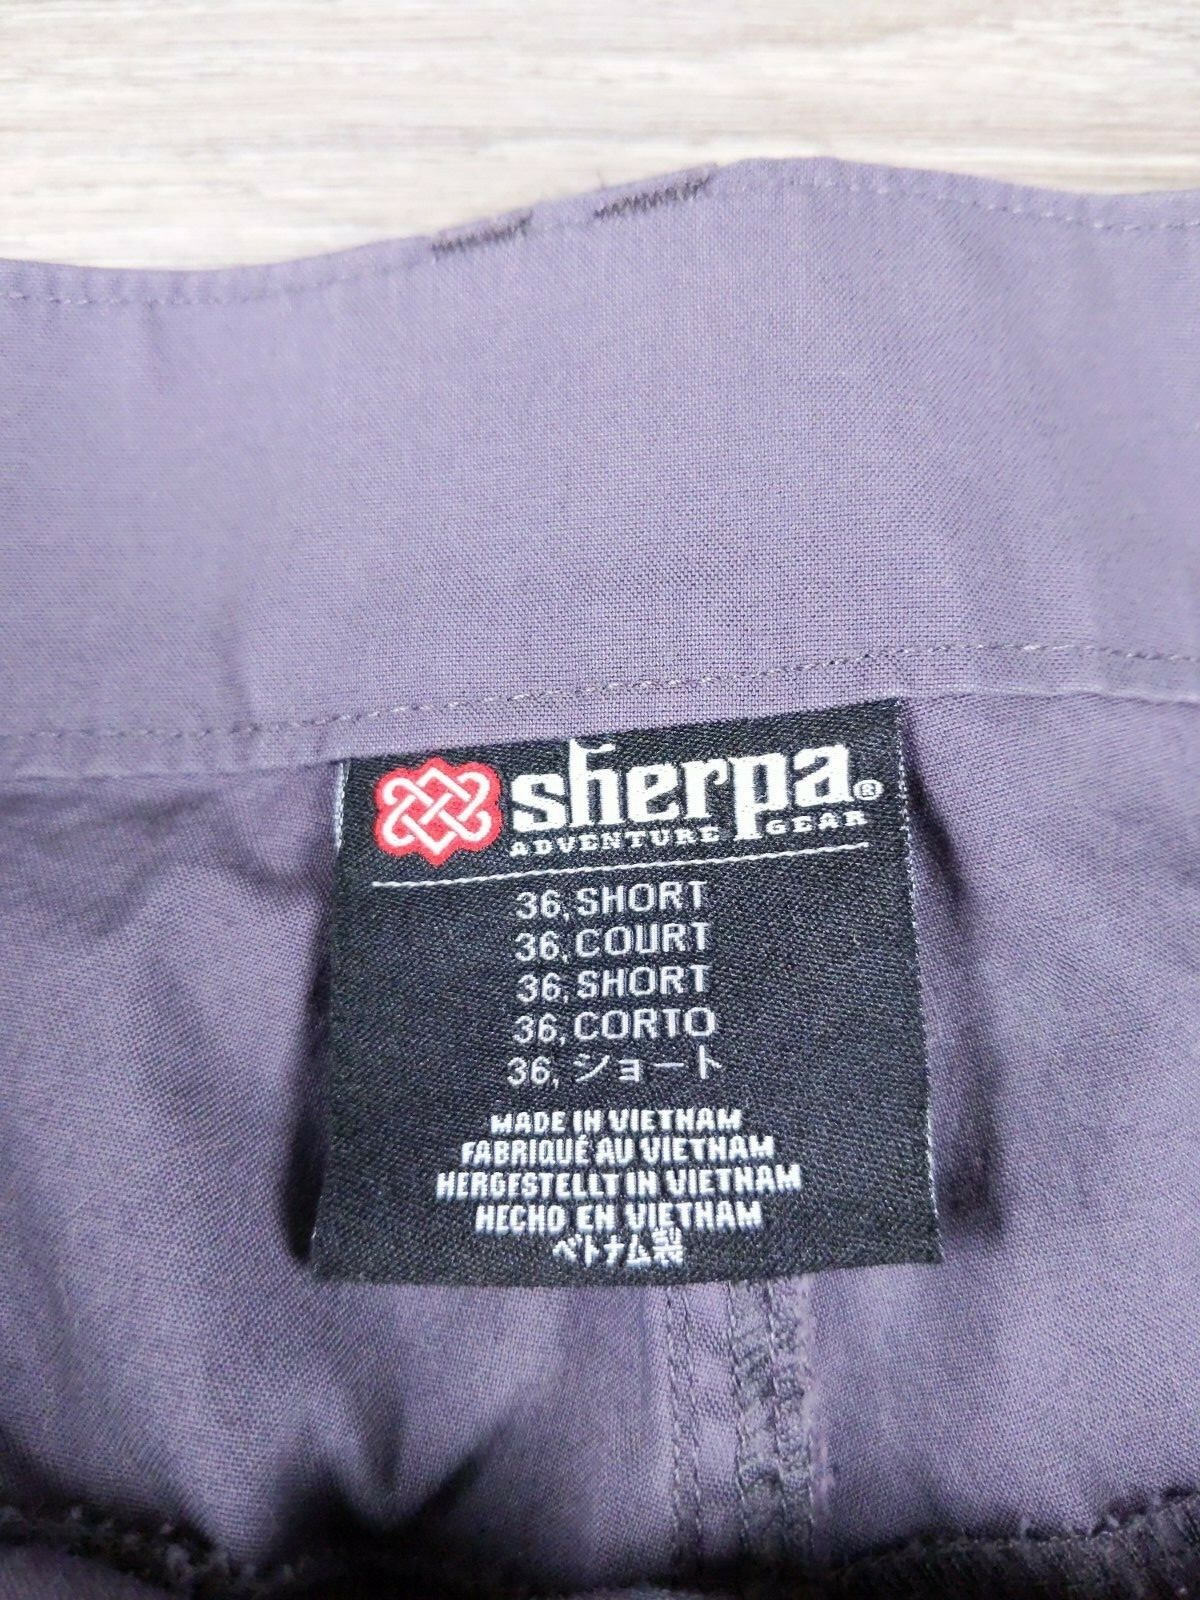 sherpa®
ADVENTURE GEAR
36, SHORT
36, COURT
36, SHORT
36, CORTO
36, ショート
MADE IN VIETNAM
FABRIQUÉ AU VIETNAM
HERGESTELLT IN VIETNAM
HECHO EN VIETNAM
ベトナム製